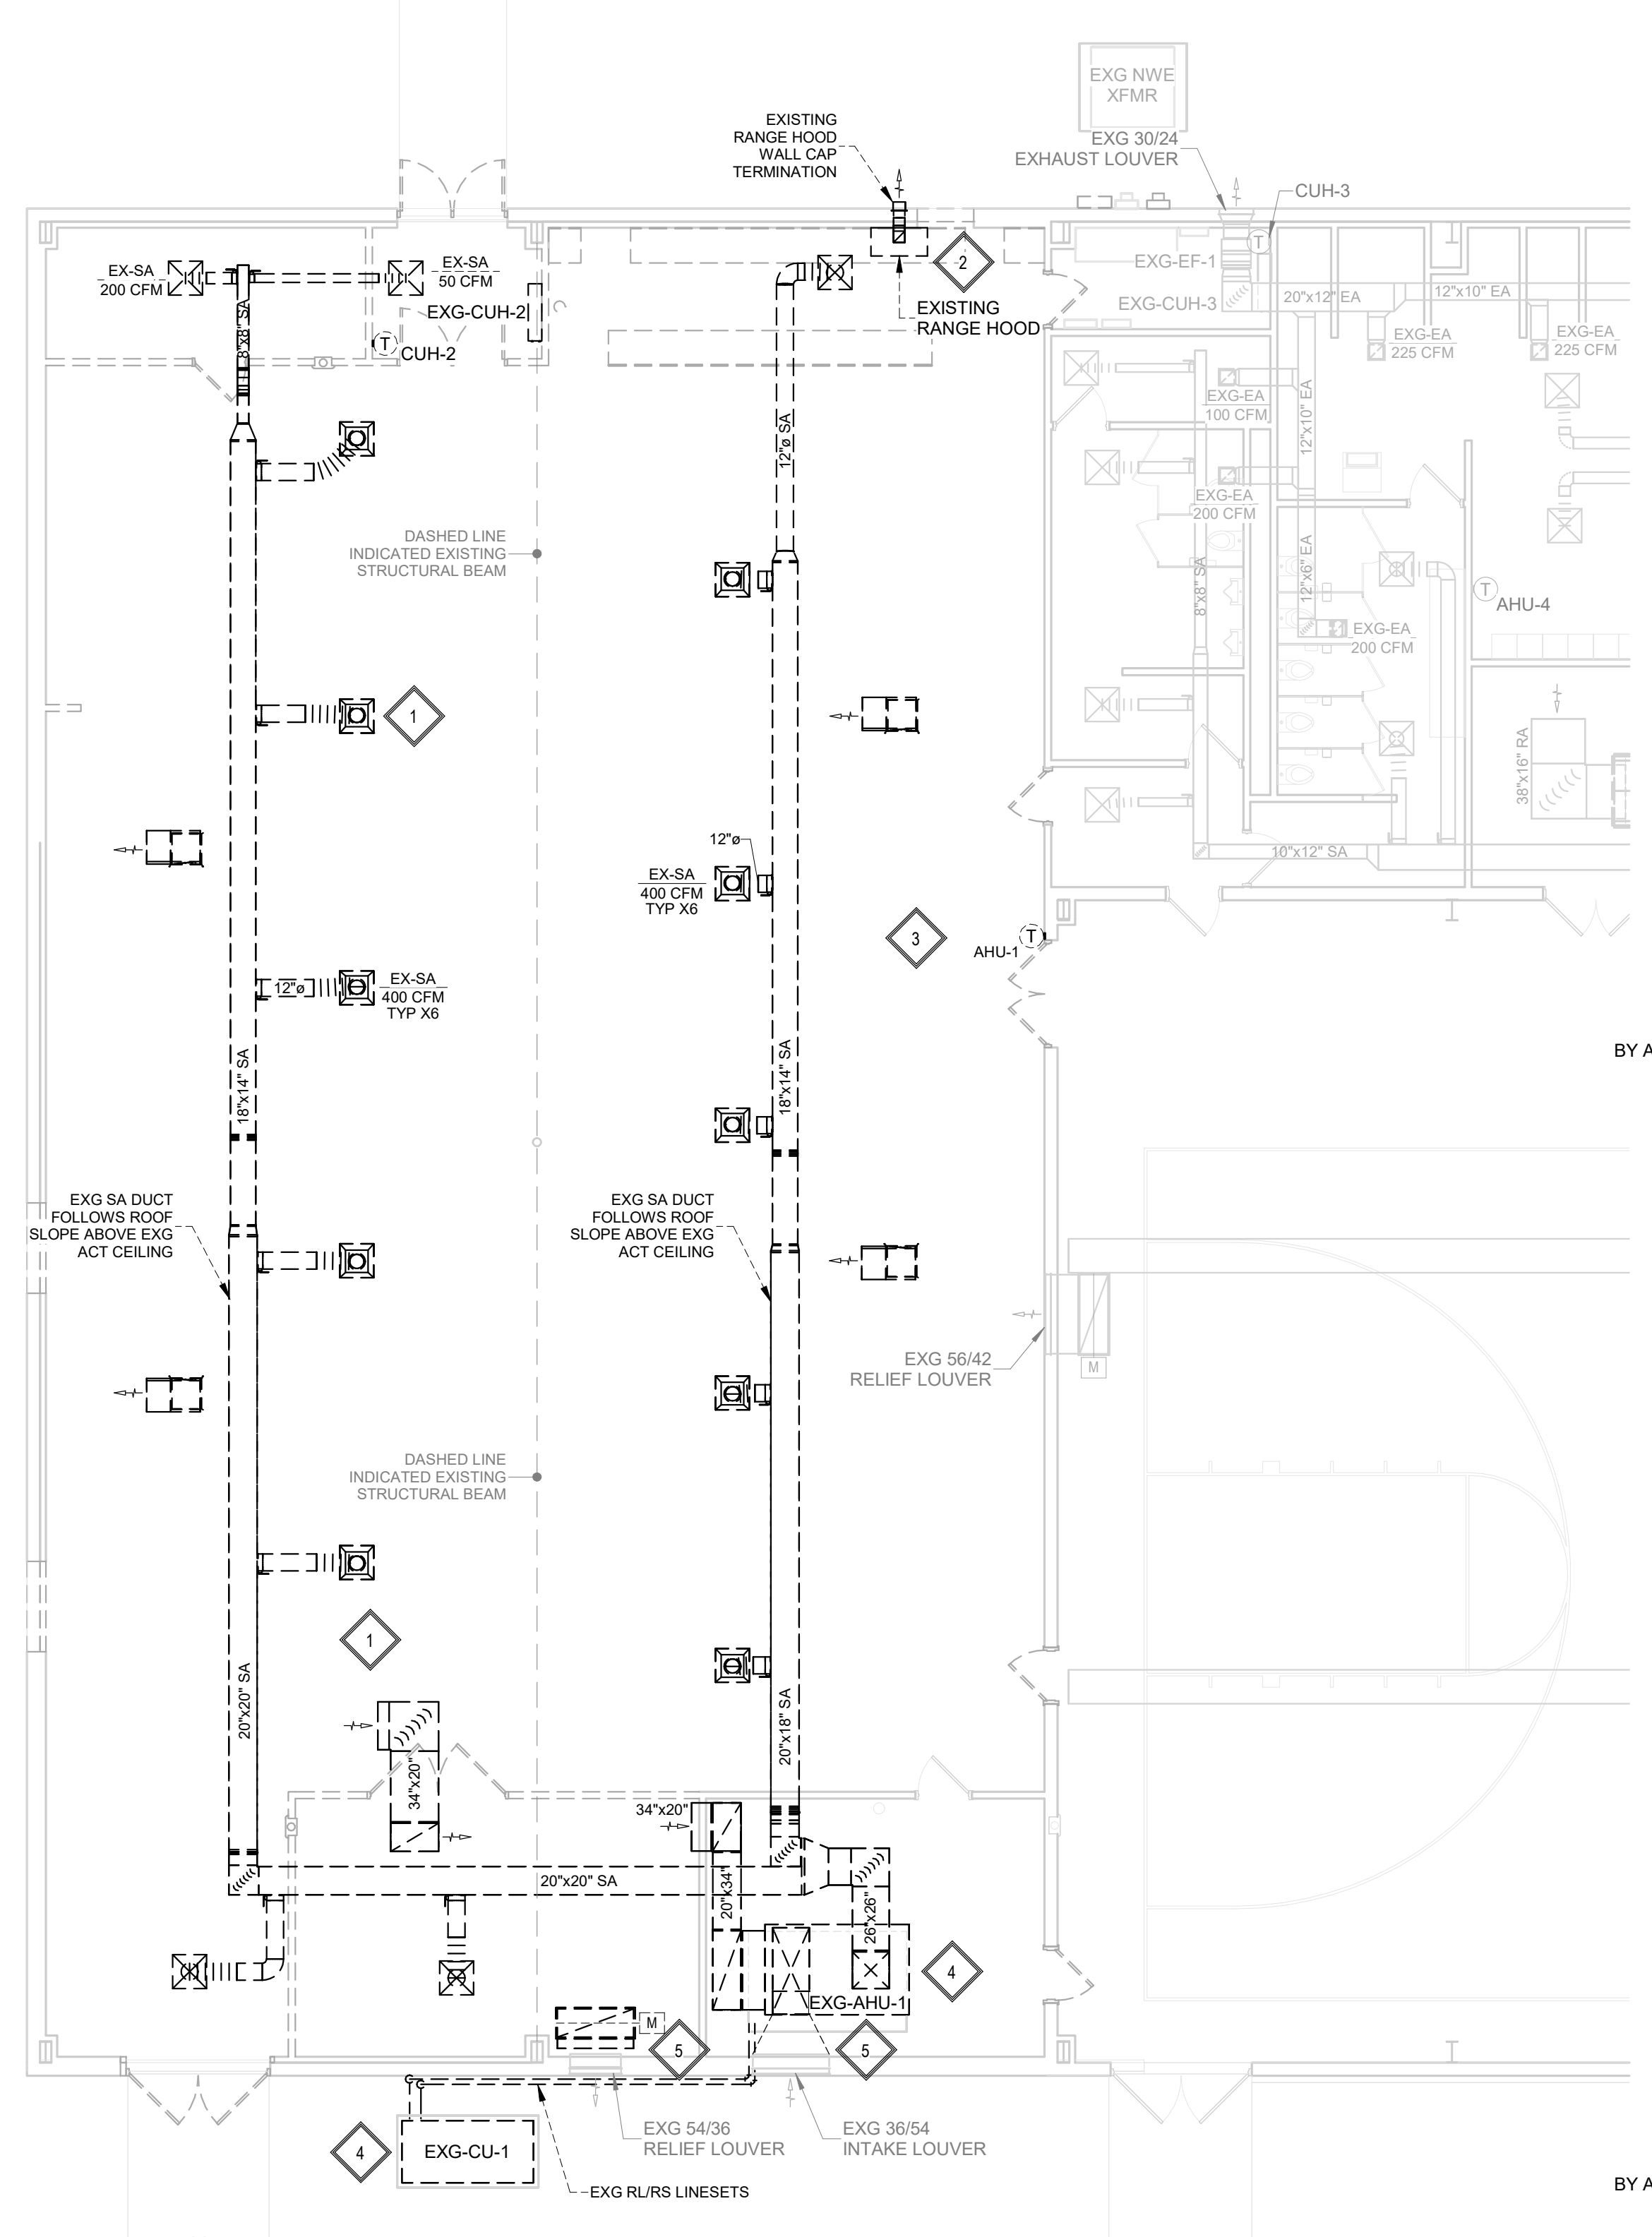 EXG NWE
XFMR
EXISTING
RANGE HOOD
WALL CAP
TERMINATION
EXG 30/24
EXHAUST LOUVER
CUH-3
T
EX-SA
200 CFM
EX-SA
50 CFM
8"x8" SA
EXG-CUH-2
T
CUH-2
2
EXISTING
RANGE HOOD
EXG-EF-1
EXG-CUH-3
20"x12" EA
12"x10" EA
EXG-EA
225 CFM
EXG-EA
225 CFM
EXG-EA
100 CFM
12"x10" EA
12"ø SA
EXG-EA
200 CFM
DASHED LINE
INDICATED EXISTING
STRUCTURAL BEAM
8"x8" SA
12"x6" EA
EXG-EA
200 CFM
T
AHU-4
1
38"x16" RA
12"ø
EX-SA
400 CFM
TYP X6
10"x12" SA
3
AHU-1
T
12"ø
EX-SA
400 CFM
TYP X6
18"x14" SA
18"x14" SA
BY A
EXG SA DUCT
FOLLOWS ROOF
SLOPE ABOVE EXG
ACT CEILING
EXG SA DUCT
FOLLOWS ROOF
SLOPE ABOVE EXG
ACT CEILING
EXG 56/42
RELIEF LOUVER
M
DASHED LINE
INDICATED EXISTING
STRUCTURAL BEAM
1
20"x20" SA
20"x18" SA
34"x20"
34"x20"
20"x20" SA
20"x34"
26"x26"
4
EXG-AHU-1
M
5
5
EXG 54/36
RELIEF LOUVER
EXG 36/54
INTAKE LOUVER
4
EXG-CU-1
EXG RL/RS LINESETS
BY A